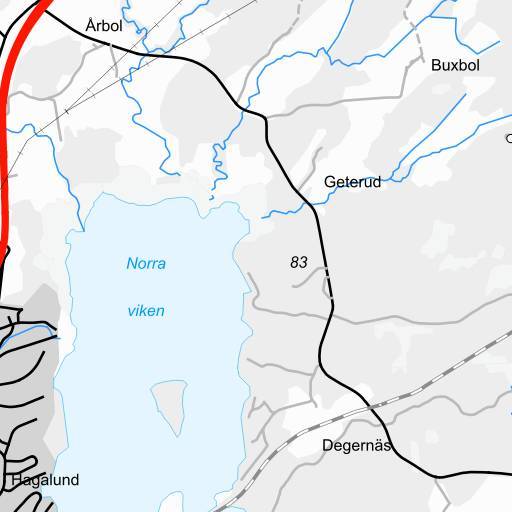 Årbol
Buxbol
Geterud
Norra
83
viken
Degernäs
Hagalund